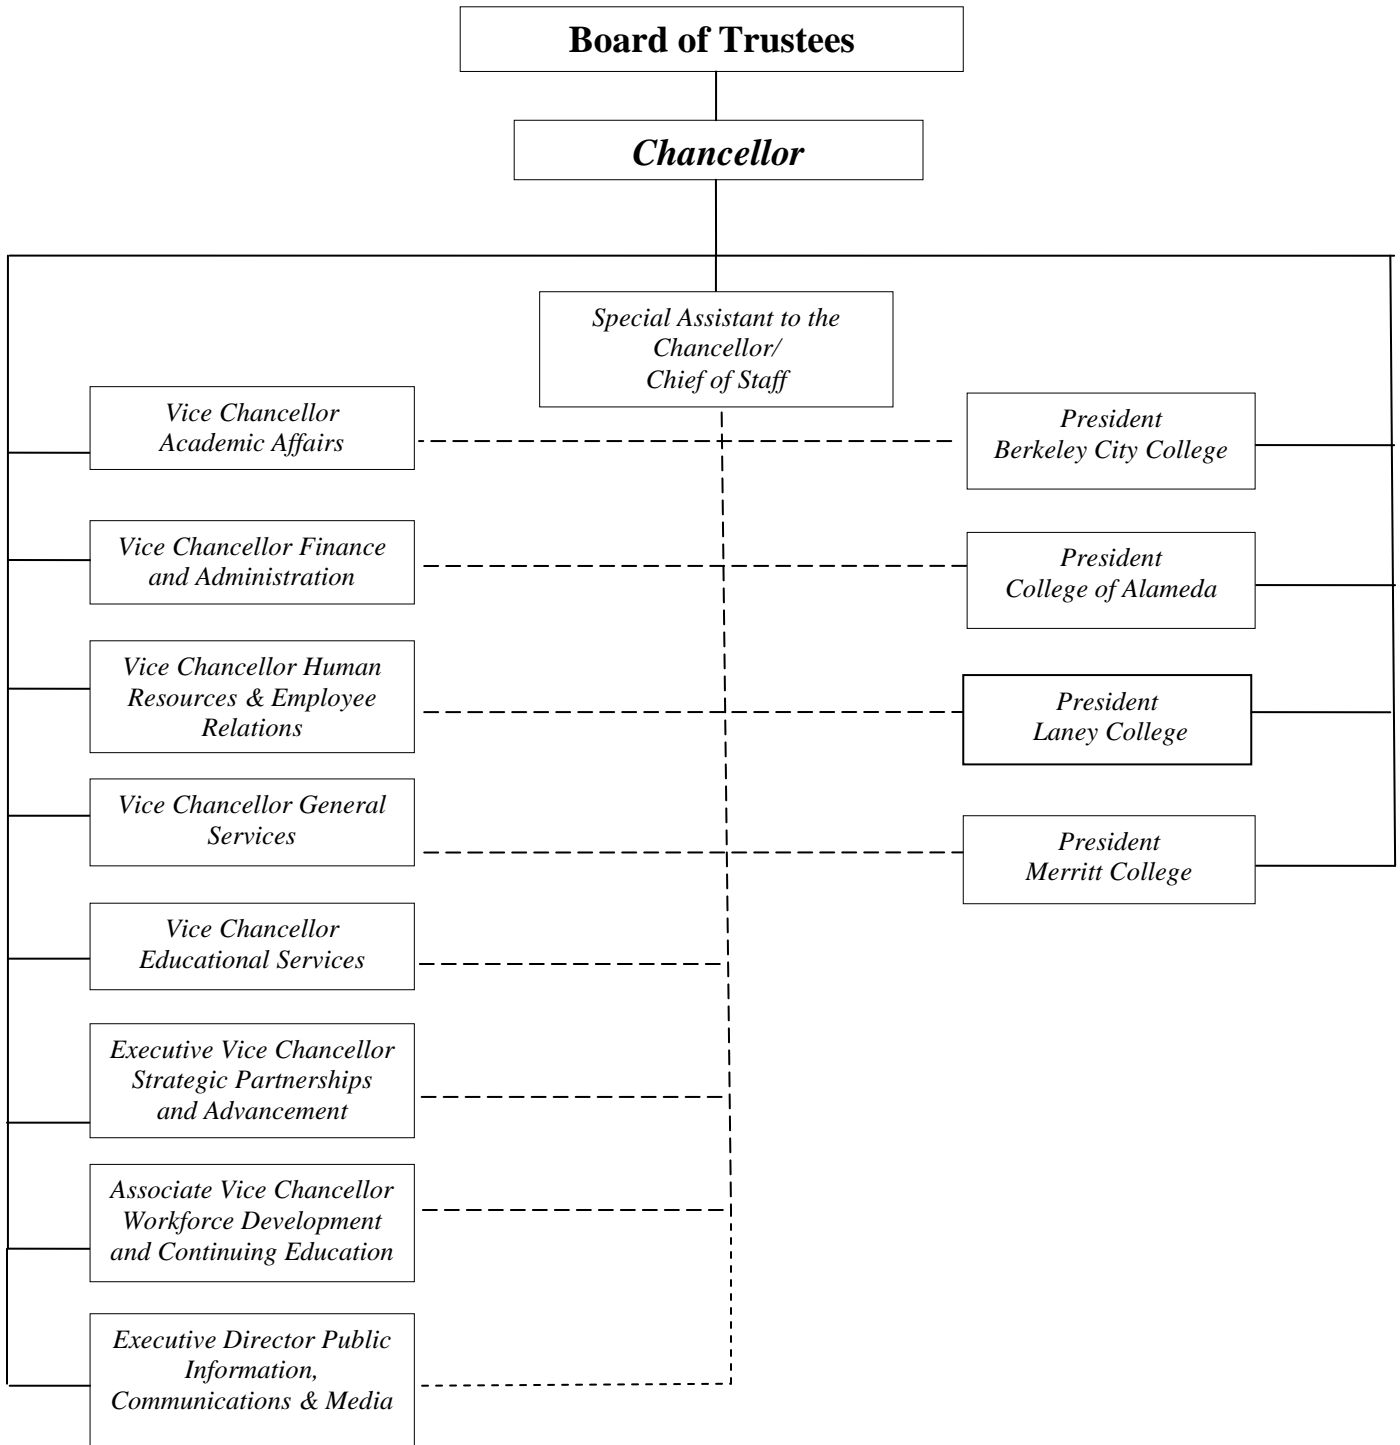 Board of Trustees
Chancellor
Special Assistant to the
Chancellor/
Chief of Staff
Vice Chancellor
Academic Affairs
Vice Chancellor Finance
and Administration
Vice Chancellor Human
Resources & Employee
Relations
Vice Chancellor General
Services
Vice Chancellor
Educational Services
Executive Vice Chancellor
Strategic Partnerships
and Advancement
Associate Vice Chancellor
Workforce Development
and Continuing Education
Executive Director Public
Information,
Communications & Media
President
Berkeley City College
President
College of Alameda
President
Laney College
President
Merritt College